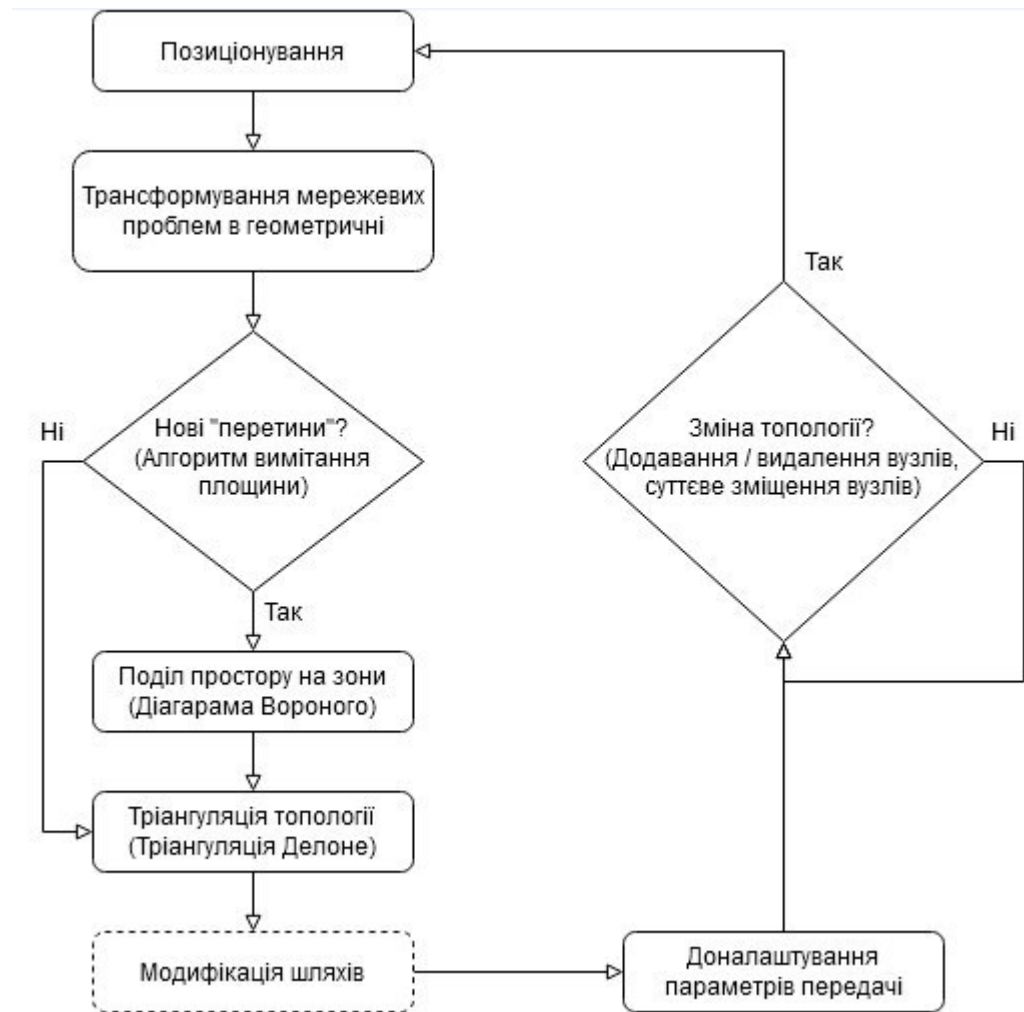 Позиціонування
Трансформування мережевих
проблем в геометричні
Ні
Нові "перетини"?
(Алгоритм вимітання
площини)
Так
Поділ простору на зони
(Діагарама Вороного)
Тріангуляція топології
(Тріангуляція Делоне)
Модифікація шляхів
Доналаштування
параметрів передачі
Зміна топології?
(Додавання / видалення вузлів,
суттєве зміщення вузлів)
Так
Ні